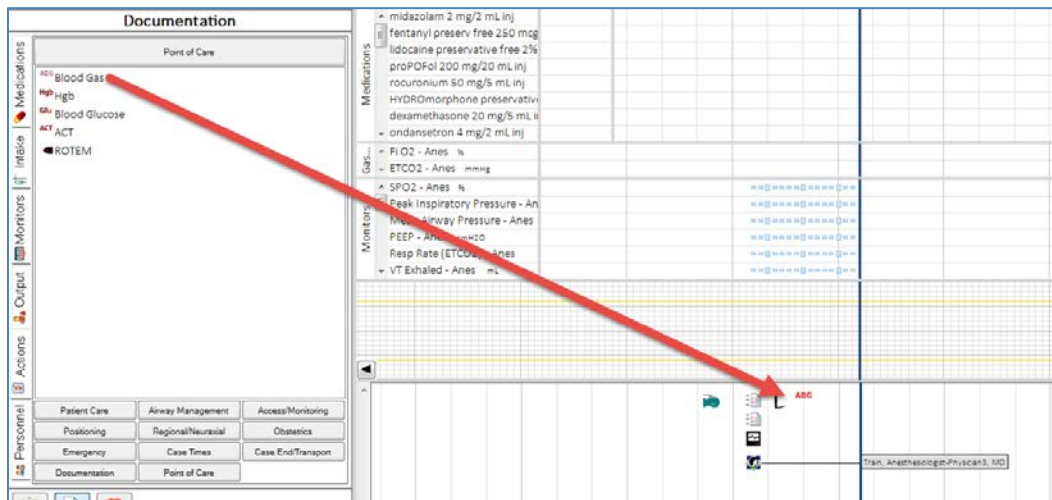 Documentation
Medications
Intake
Monitors
Output
Actions
Personnel
Point of Care
ABG Blood Gas
Hgb Hgb
Glu Blood Glucose
ACT ACT
ROTEM
Patient Care Airway Management Access/Monitoring
Positioning Regional/Neuraxial Obstetrics
Emergency Case Times Case End/Transport
Documentation Point of Care
Medications
midazolam 2 mg/2 mL inj
fentanyl preserv free 250 mcg
lidocaine preservative free 2%
proPOFol 200 mg/20 mL inj
rocuronium 50 mg/5 mL inj
HYDROmorphone preservativ
dexamethasone 20 mg/5 mL i
ondansetron 4 mg/2 mL inj
Gas...
FiO2 - Anes %
ETCO2 - Anes mmHg
Monitors
SPO2 - Anes %
Peak Inspiratory Pressure - An
Airway Pressure - Anes
PEEP -
Resp Rate (ETCO2) Anes
VT Exhaled - Anes mL
ABG
Train, Anesthesiologist-Physician3, MD